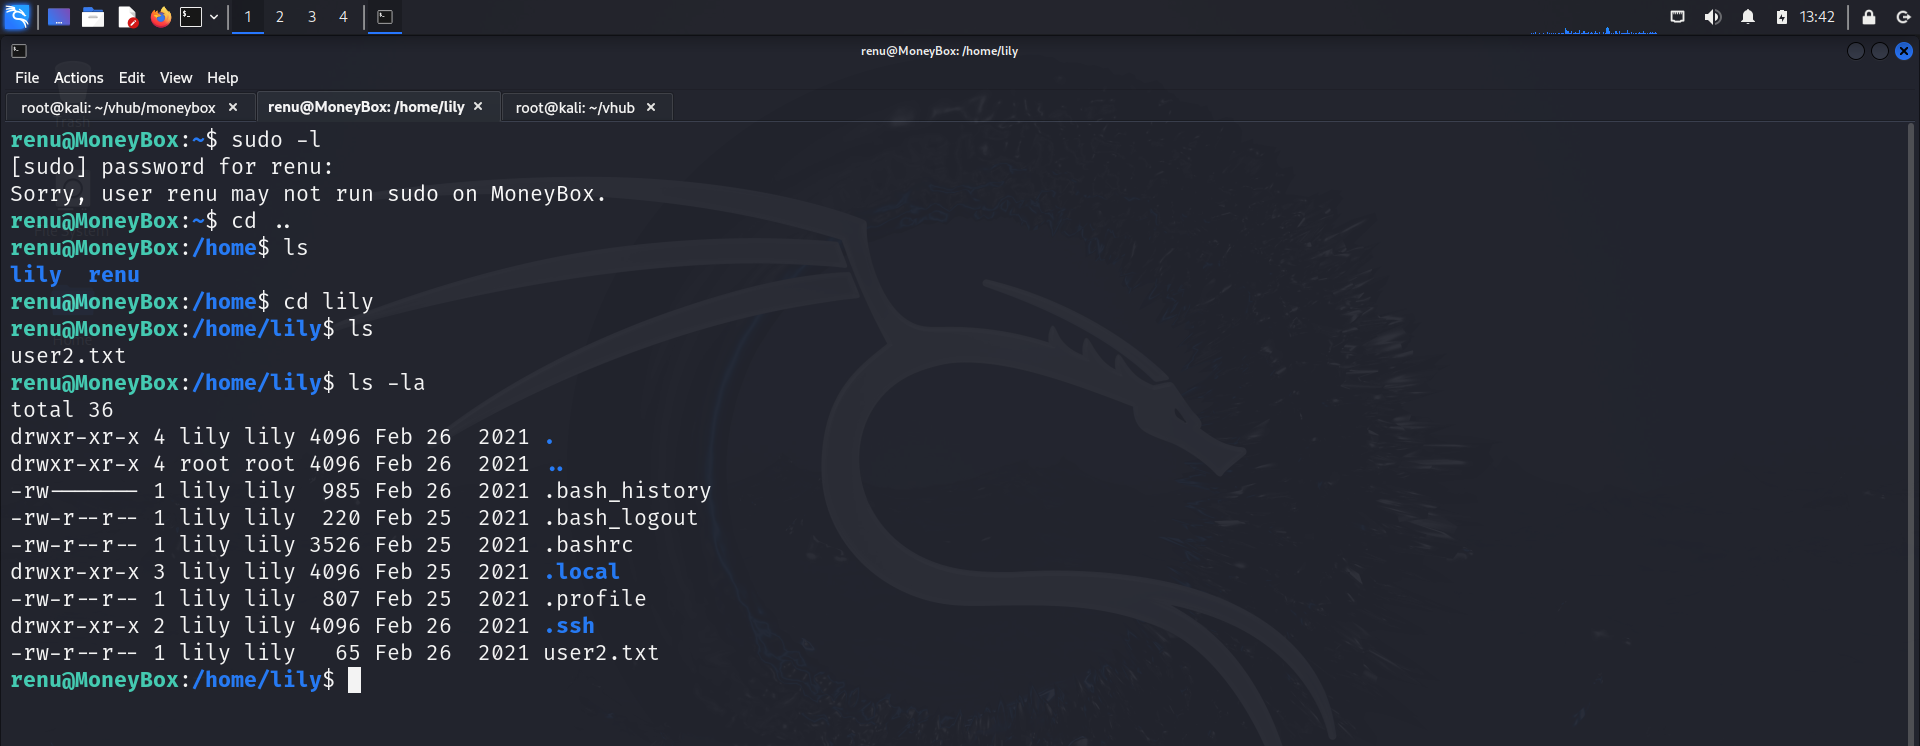 1 2 3 4
13:42
renu@MoneyBox: /home/lily
File Actions Edit View Help
root@kali: ~/vhub/moneybox × renu@MoneyBox: /home/lily × root@kali: ~/vhub ×
renu@MoneyBox:~$ sudo -l
[sudo] password for renu:
Sorry, user renu may not run sudo on MoneyBox.
renu@MoneyBox:~$ cd ..
renu@MoneyBox:/home$ ls
lily renu
renu@MoneyBox:/home$ cd lily
renu@MoneyBox:/home/lily$ ls
user2.txt
renu@MoneyBox:/home/lily$ ls -la
total 36
drwxr-xr-x 4 lily lily 4096 Feb 26 2021 .
drwxr-xr-x 4 root root 4096 Feb 26 2021 ..
-rw------- 1 lily lily 985 Feb 26 2021 .bash_history
-rw-r--r-- 1 lily lily 220 Feb 25 2021 .bash_logout
-rw-r--r-- 1 lily lily 3526 Feb 25 2021 .bashrc
drwxr-xr-x 3 lily lily 4096 Feb 25 2021 .local
-rw-r--r-- 1 lily lily 807 Feb 25 2021 .profile
drwxr-xr-x 2 lily lily 4096 Feb 26 2021 .ssh
-rw-r--r-- 1 lily lily 65 Feb 26 2021 user2.txt
renu@MoneyBox:/home/lily$